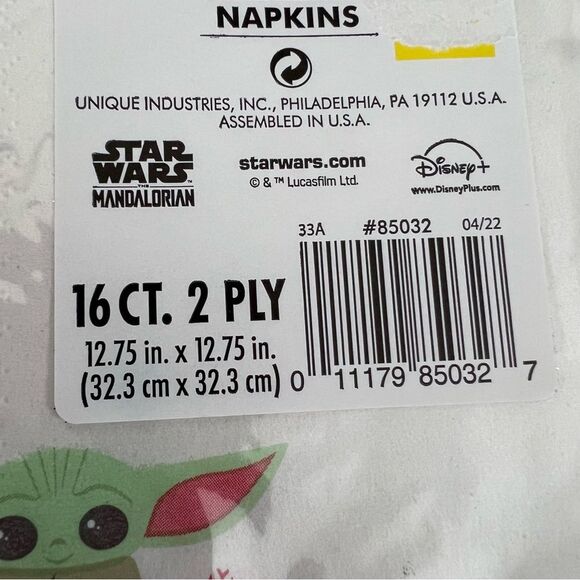 NAPKINS
UNIQUE INDUSTRIES, INC., PHILADELPHIA, PA 19112 U.S.A.
ASSEMBLED IN U.S.A.
STAR
WARS
THE
MANDALORIAN
starwars.com
© & ™ Lucasfilm Ltd.
Disney+
www.DisneyPlus.com
33A #85032 04/22
16 CT. 2 PLY
12.75 in. x 12.75 in.
(32.3 cm x 32.3 cm)
0 11179 85032 7